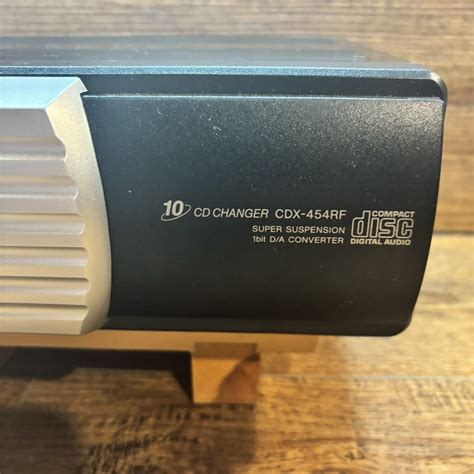 10 CD CHANGER CDX-454RF
SUPER SUSPENSION
1bit D/A CONVERTER
COMPACT
disc
DIGITAL AUDIO